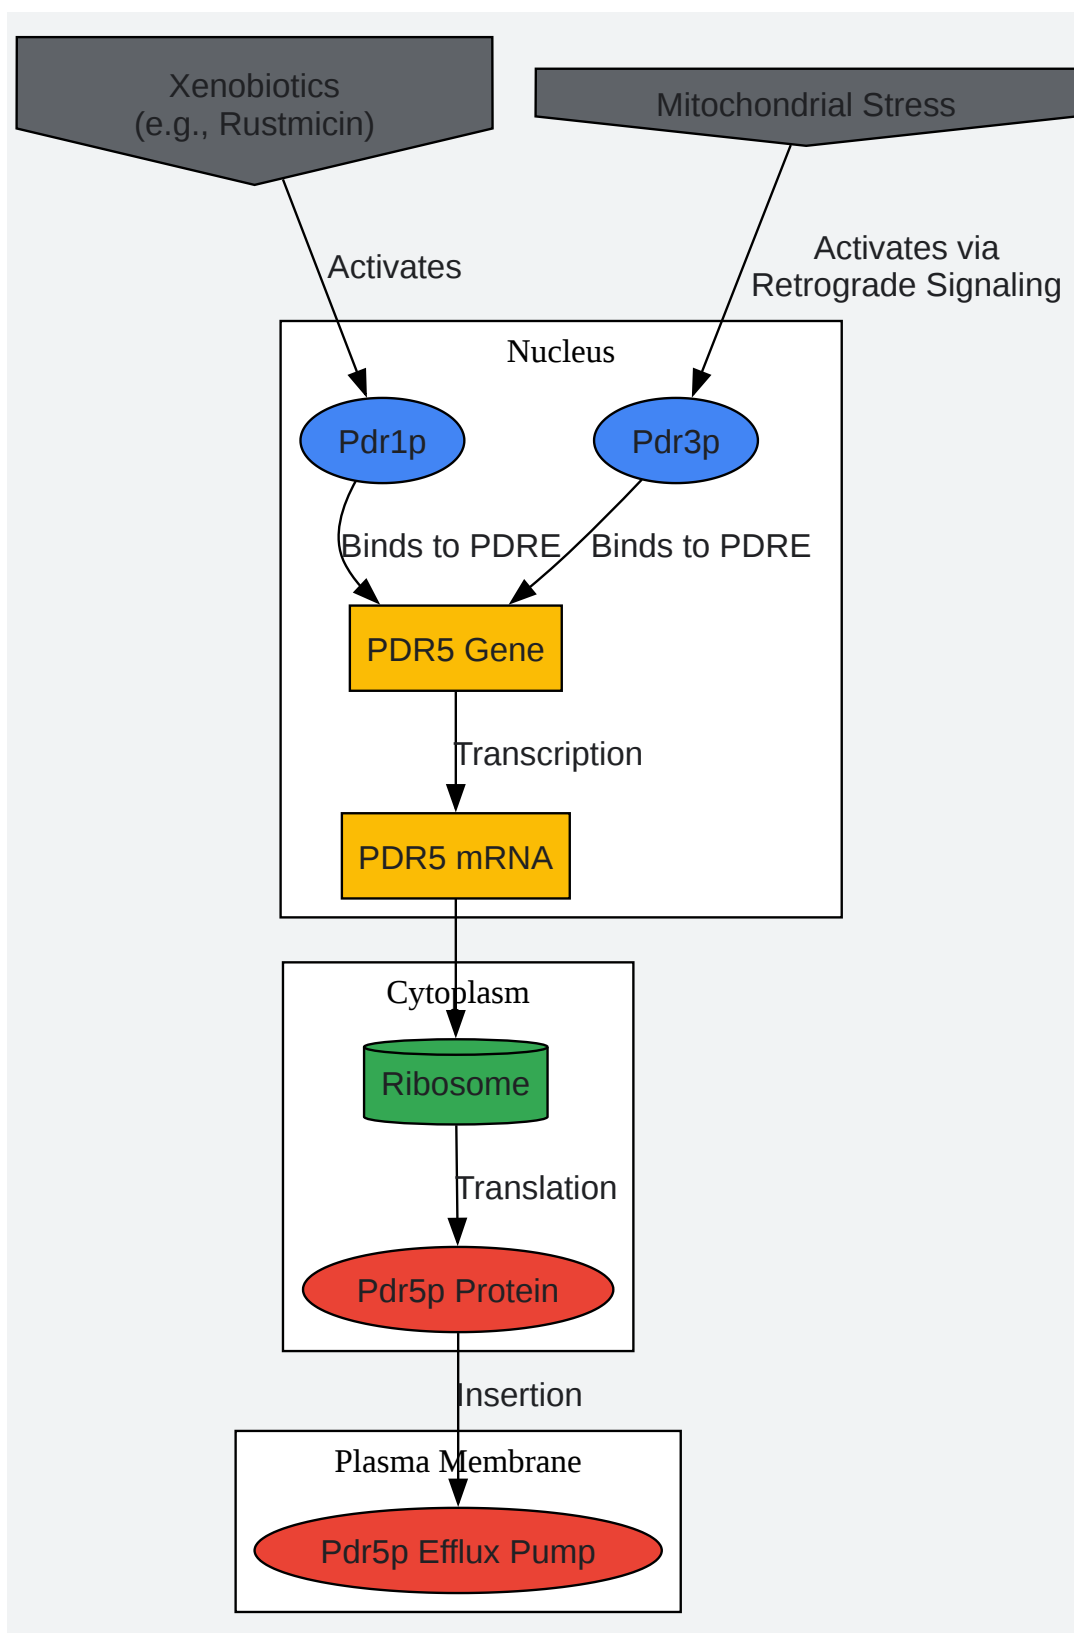 Xenobiotics
(e.g., Rustmicin)
Mitochondrial Stress
Activates
Activates via
Retrograde Signaling
Nucleus
Pdr1p
Pdr3p
Binds to PDRE
Binds to PDRE
PDR5 Gene
Transcription
PDR5 mRNA
Cytoplasm
Ribosome
Translation
Pdr5p Protein
Insertion
Plasma Membrane
Pdr5p Efflux Pump